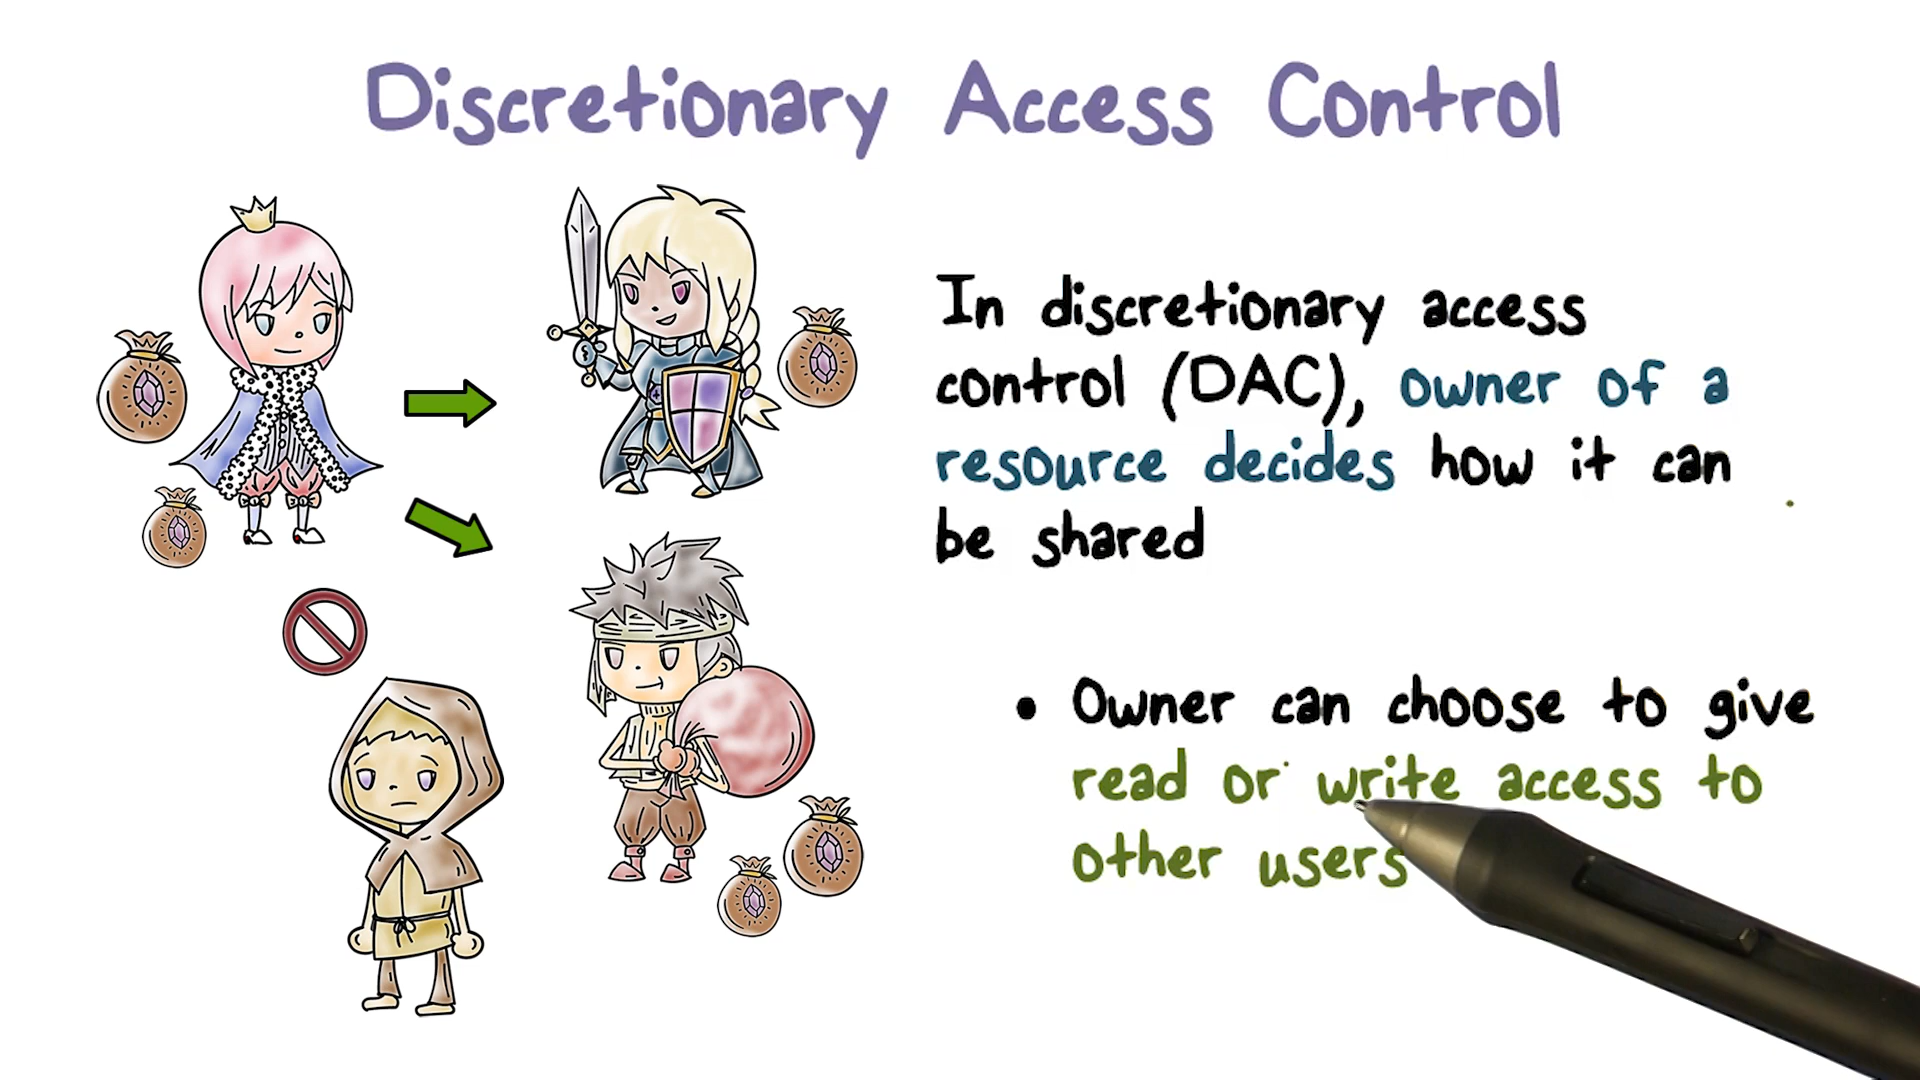 Discretionary Access Control
In discretionary access
control (DAC), owner of a
resource decides how it can
be shared
• Owner can choose to give
read or write access to
other users